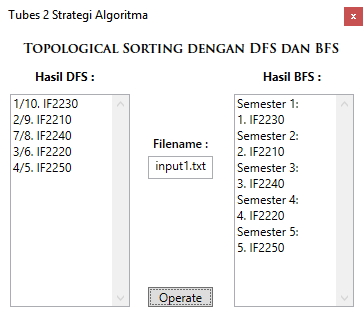 Tubes 2 Strategi Algoritma
x
TOPOLOGICAL SORTING DENGAN DFS DAN BFS
Hasil DFS :
1/10. IF2230
2/9. IF2210
7/8. IF2240
3/6. IF2220
4/5. IF2250
Filename :
input1.txt
Operate
Hasil BFS :
Semester 1:
1. IF2230
Semester 2:
2. IF2210
Semester 3:
3. IF2240
Semester 4:
4. IF2220
Semester 5:
5. IF2250